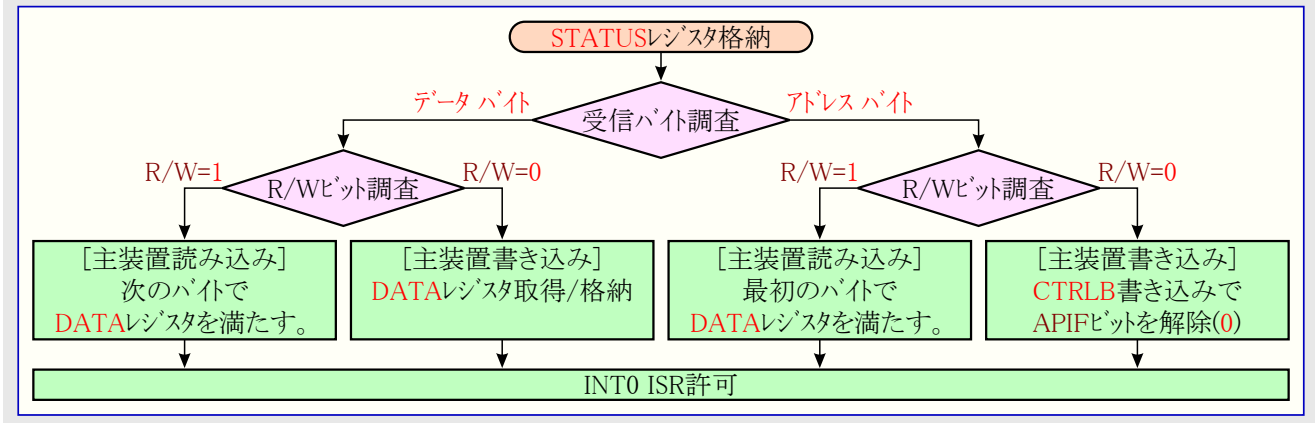 STATUSレジスタ格納
データ バイト
アドレス バイト
受信バイト調査
R/W=1
R/Wビット調査
R/W=0
R/W=1
R/Wビット調査
R/W=0
[主装置読み込み]
次のバイトで
DATAレジスタを満たす。
[主装置書き込み]
DATAレジスタ取得/格納
[主装置読み込み]
最初のバイトで
DATAレジスタを満たす。
[主装置書き込み]
CTRLB書き込みで
APIFビットを解除(0)
INT0 ISR許可